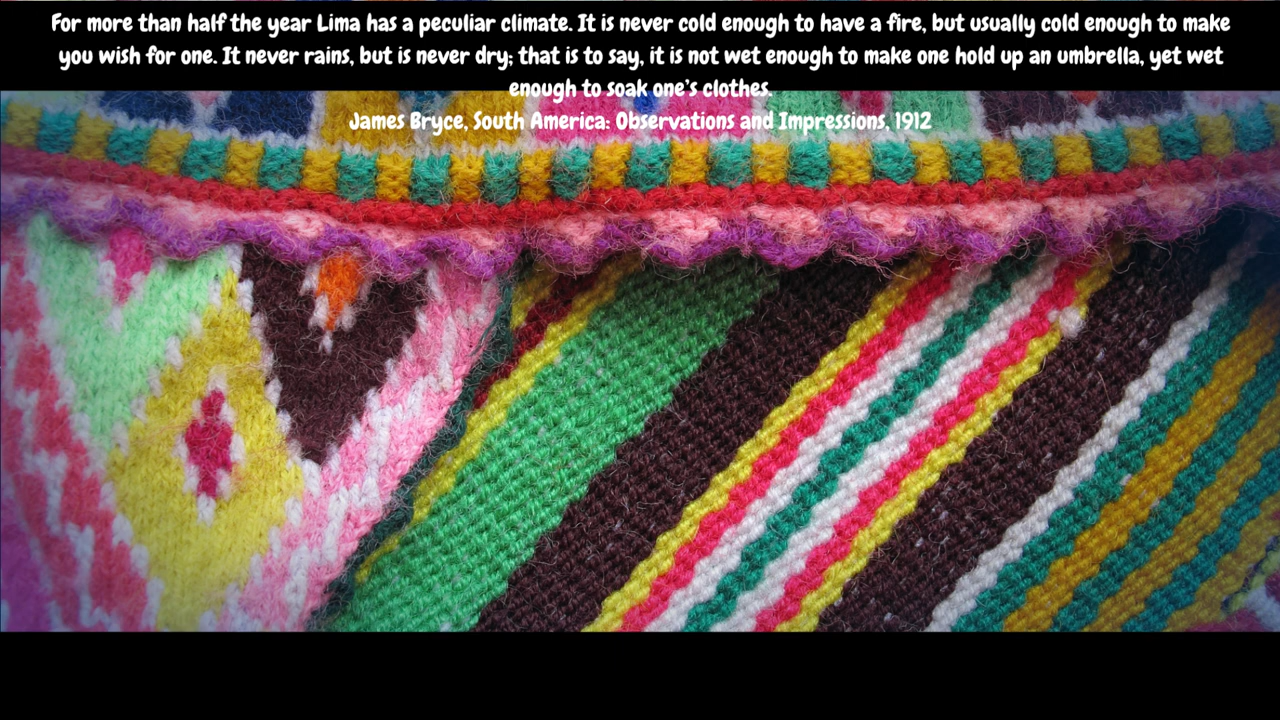 For more than half the year Lima has a peculiar climate. It is never cold enough to have a fire, but usually cold enough to make
you wish for one. It never rains, but is never dry; that is to say, it is not wet enough to make one hold up an umbrella, yet wet
enough to soak one's clothes.
James Bryce, South America: Observations and Impressions, 1912